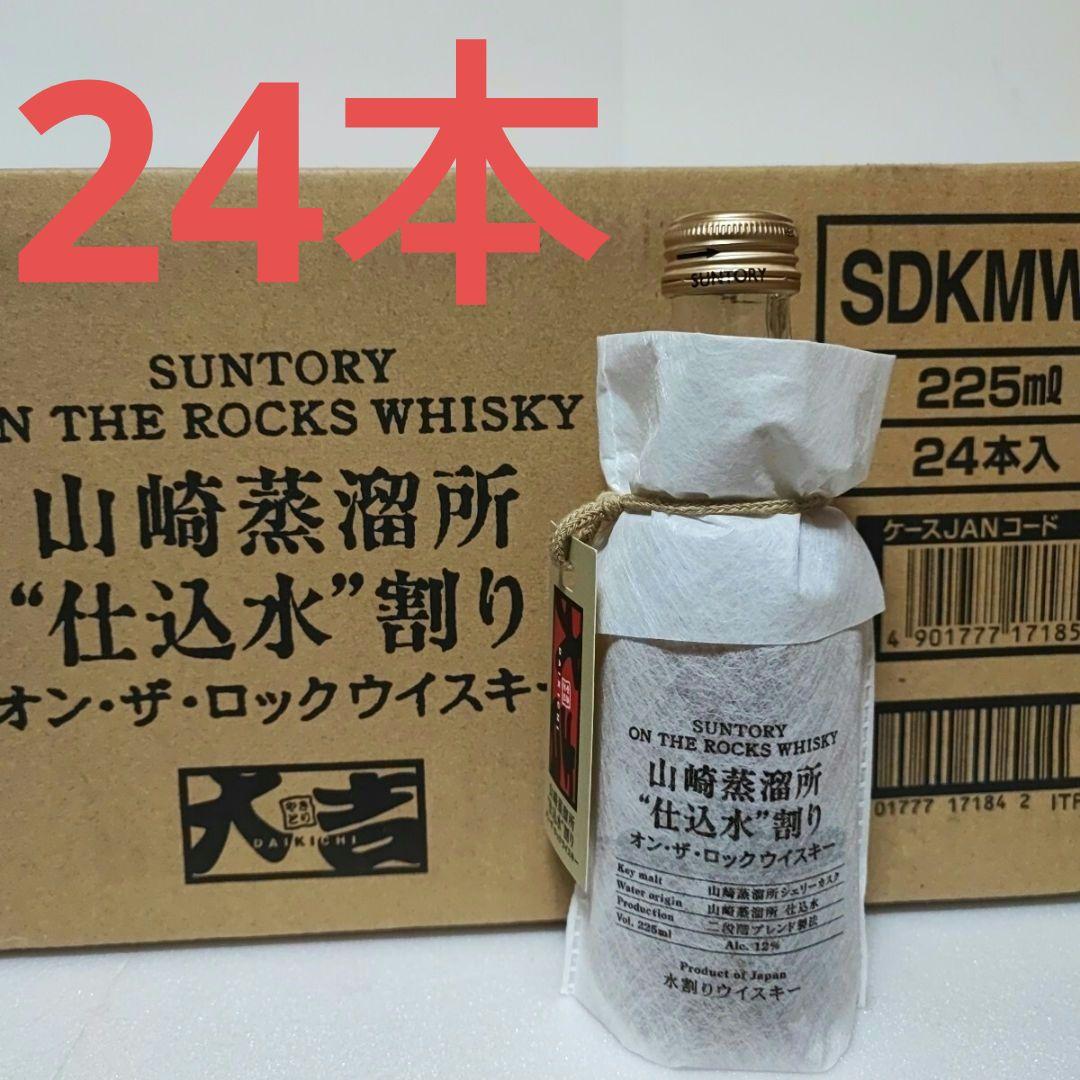 24本
SUNTORY
N THE ROCKS WHISKY
山崎蒸溜所
“仕込水”割り
オン・ザ・ロックウイスキ
大吉
やきとり
DAIKICHI
SDKMW
225ml
24本入
ケースJANコード
4 901777 17185
01777 17184 2 ITF
SUNTORY
DAIKICHI
SUNTORY
ON THE ROCKS WHISKY
山崎蒸溜所
“仕込水”割り
オン・ザ・ロックウイスキー
Key malt 山崎蒸溜所シェリーカスク
Water origin 山崎蒸溜所 仕込水
Production 二段階ブレンド製法
Vol. 225ml Alc. 12%
Product of Japan
水割りウイスキー